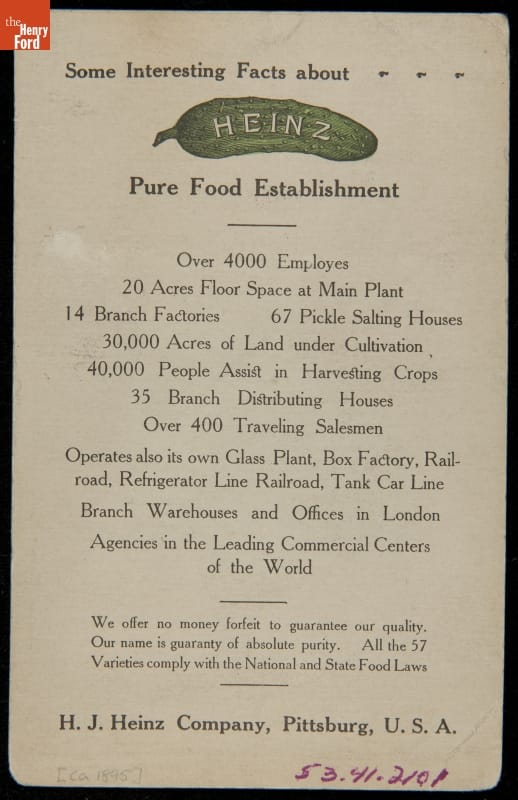 the
Henry
Ford
Some Interesting Facts about ~ ~ ~
HEINZ
Pure Food Establishment
Over 4000 Employes
20 Acres Floor Space at Main Plant
14 Branch Factories 67 Pickle Salting Houses
30,000 Acres of Land under Cultivation
40,000 People Assist in Harvesting Crops
35 Branch Distributing Houses
Over 400 Traveling Salesmen
Operates also its own Glass Plant, Box Factory, Rail-
road, Refrigerator Line Railroad, Tank Car Line
Branch Warehouses and Offices in London
Agencies in the Leading Commercial Centers
of the World
We offer no money forfeit to guarantee our quality.
Our name is guaranty of absolute purity. All the 57
Varieties comply with the National and State Food Laws
H. J. Heinz Company, Pittsburg, U. S. A.
[ca 1895]
53.41.2101